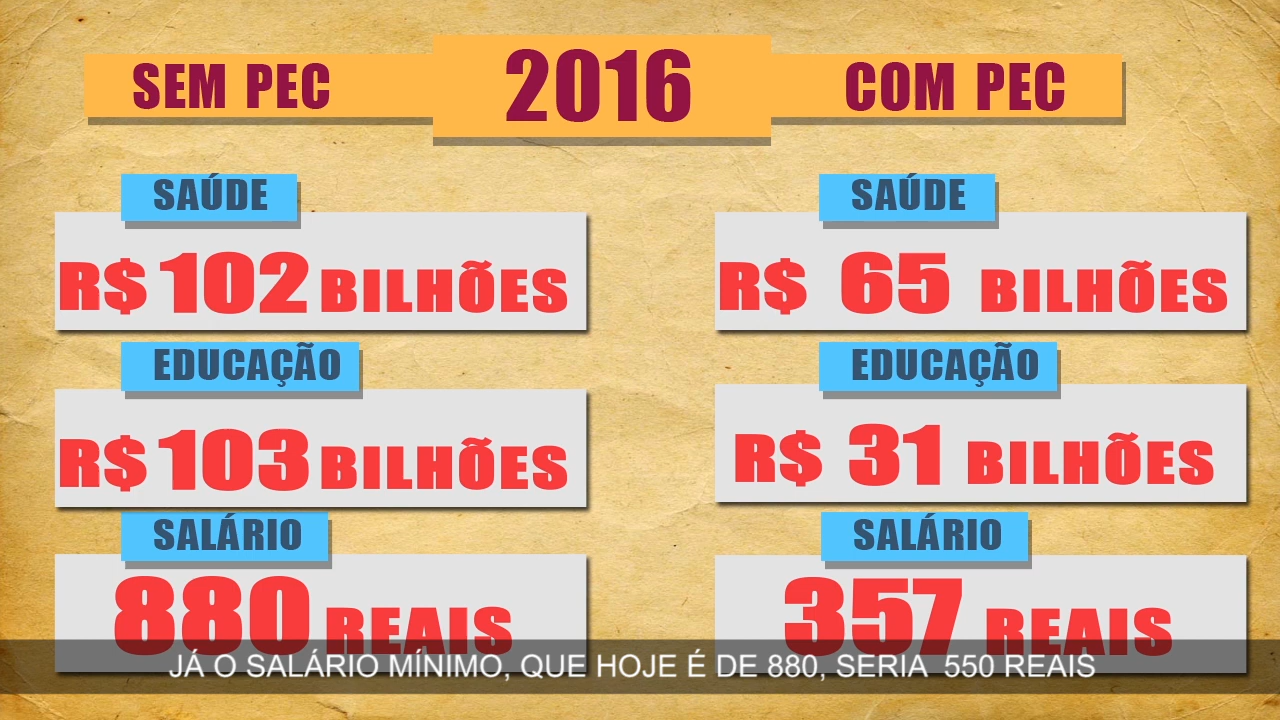 SEM PEC 2016 COM PEC
SAÚDE
R$ 102 BILHÕES
EDUCAÇÃO
R$ 103 BILHÕES
SALÁRIO
880 REAIS
SAÚDE
R$ 65 BILHÕES
EDUCAÇÃO
R$ 31 BILHÕES
SALÁRIO
357 REAIS
JÁ O SALÁRIO MÍNIMO, QUE HOJE É DE 880, SERIA 550 REAIS